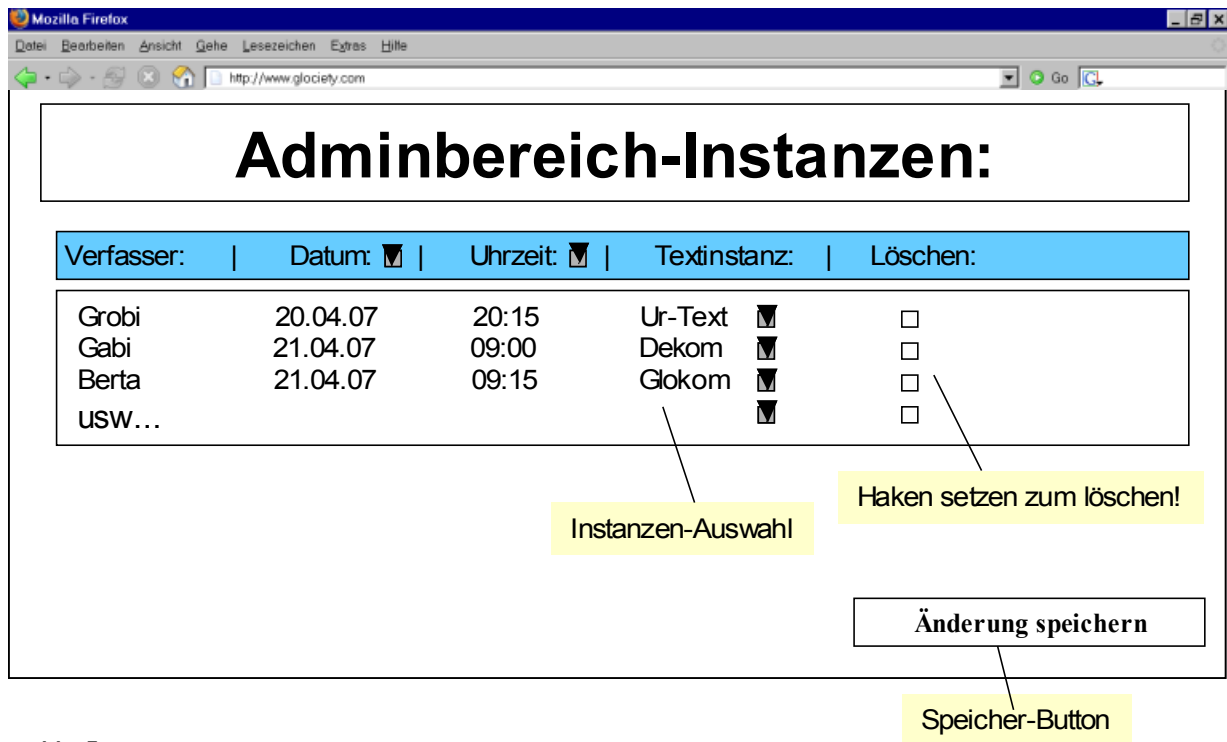 Mozilla Firefox
Datei Bearbeiten Ansicht Gehe Lesezeichen Extras Hilfe
http://www.glociety.com Go G
Adminbereich-Instanzen:
Verfasser: | Datum: | Uhrzeit: | Textinstanz: | Löschen:
Grobi 20.04.07 20:15 Ur-Text
Gabi 21.04.07 09:00 Dekom
Berta 21.04.07 09:15 Glokom
usw...
Haken setzen zum löschen!
Instanzen-Auswahl
Änderung speichern
Speicher-Button